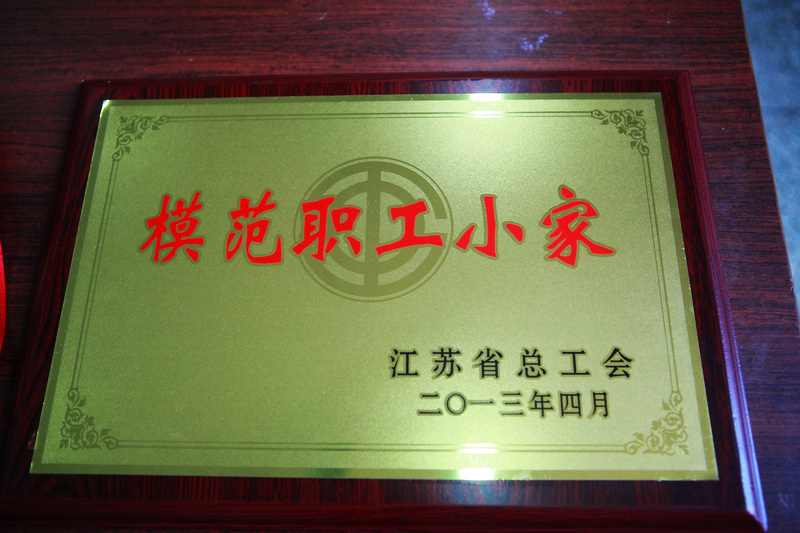 模范职工小家
江苏省总工会
二〇一三年四月